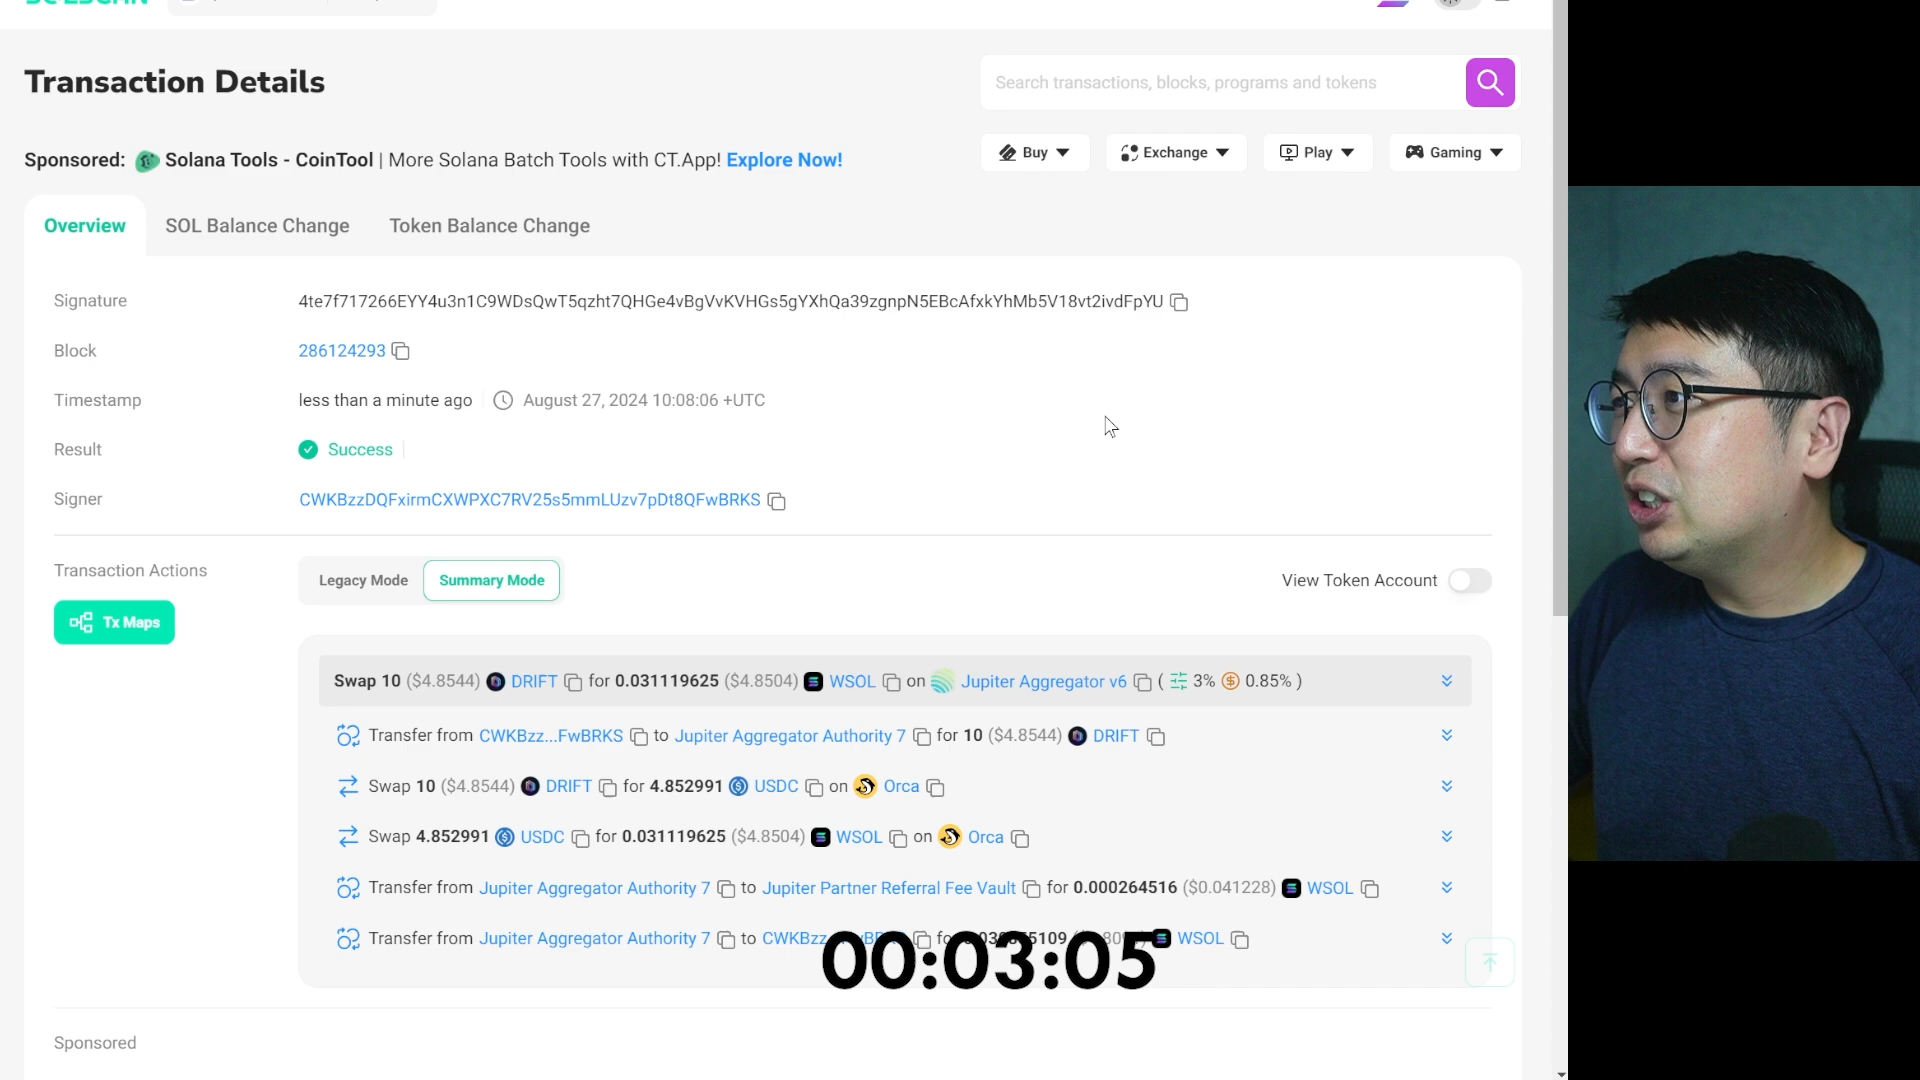 Transaction Details
Search transactions, blocks, programs and tokens
Sponsored: Solana Tools - CoinTool | More Solana Batch Tools with CT.App! Explore Now!
Buy Exchange Play Gaming
Overview SOL Balance Change Token Balance Change
Signature 4te7f717266EYY4u3n1C9WDsQwT5qzht7QHGe4vBgVvKVHGs5gYXhQa39zgnpN5EBcAfxkYhMb5V18vt2ivdFpYU
Block 286124293
Timestamp less than a minute ago August 27, 2024 10:08:06 +UTC
Result Success
Signer CWKBzzDQFxirmCXWPXC7RV25s5mmLUzv7pDt8QFwBRKS
Transaction Actions Legacy Mode Summary Mode View Token Account
Tx Maps
Swap 10 ($4.8544) DRIFT for 0.031119625 ($4.8504) WSOL on Jupiter Aggregator v6 ( 3% 0.85% )
Transfer from CWKBzz...FwBRKS to Jupiter Aggregator Authority 7 for 10 ($4.8544) DRIFT
Swap 10 ($4.8544) DRIFT for 4.852991 USDC on Orca
Swap 4.852991 USDC for 0.031119625 ($4.8504) WSOL on Orca
Transfer from Jupiter Aggregator Authority 7 to Jupiter Partner Referral Fee Vault for 0.000264516 ($0.041228) WSOL
Transfer from Jupiter Aggregator Authority 7 to WSOL
00:03:05
Sponsored